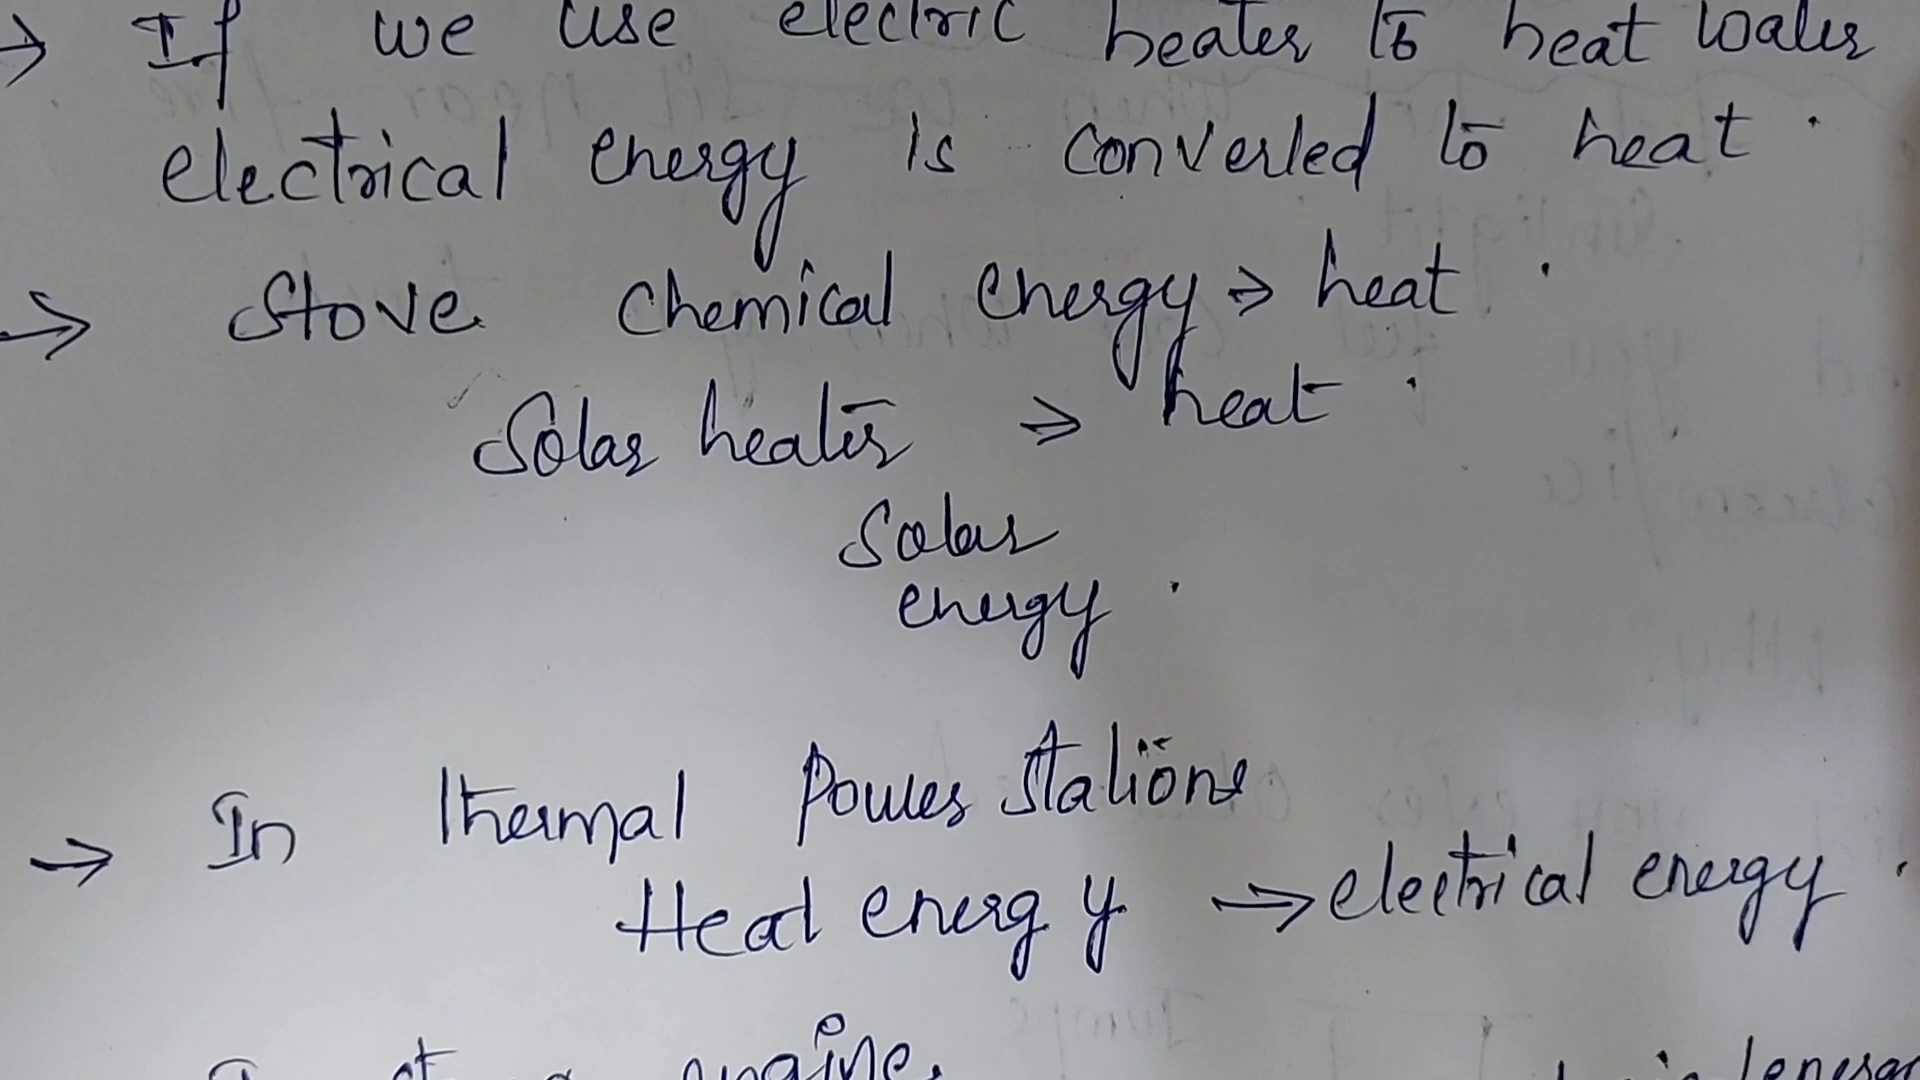 → If we use electric heater to heat water
electrical energy is converted to heat.
→ Stove chemical energy → heat.
Solar heater → heat.
Solar
energy.
→ In thermal Power Stations
Heat energy → electrical energy.
engine.